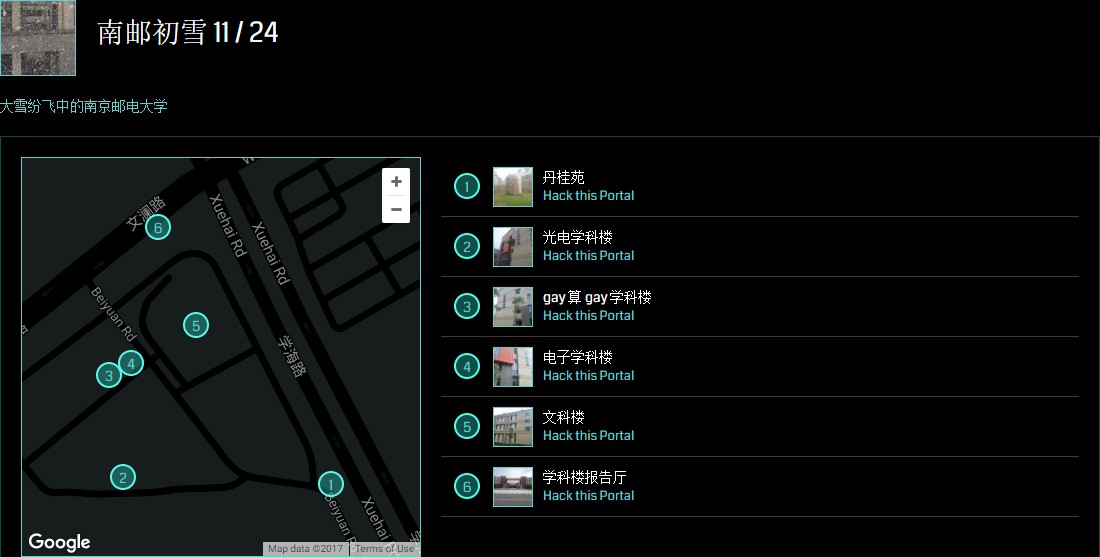 南邮初雪 11 / 24
大雪纷飞中的南京邮电大学
文澜路
6
Xuehai Rd
Xuehai Rd
+
−
Beiyuan Rd
5
学海路
4
3
2
1
Beiyuan Rd
Xuehai Rd
Google
Map data ©2017
Terms of Use
1
丹桂苑
Hack this Portal
2
光电学科楼
Hack this Portal
3
gay算 gay学科楼
Hack this Portal
4
电子学科楼
Hack this Portal
5
文科楼
Hack this Portal
6
学科楼报告厅
Hack this Portal